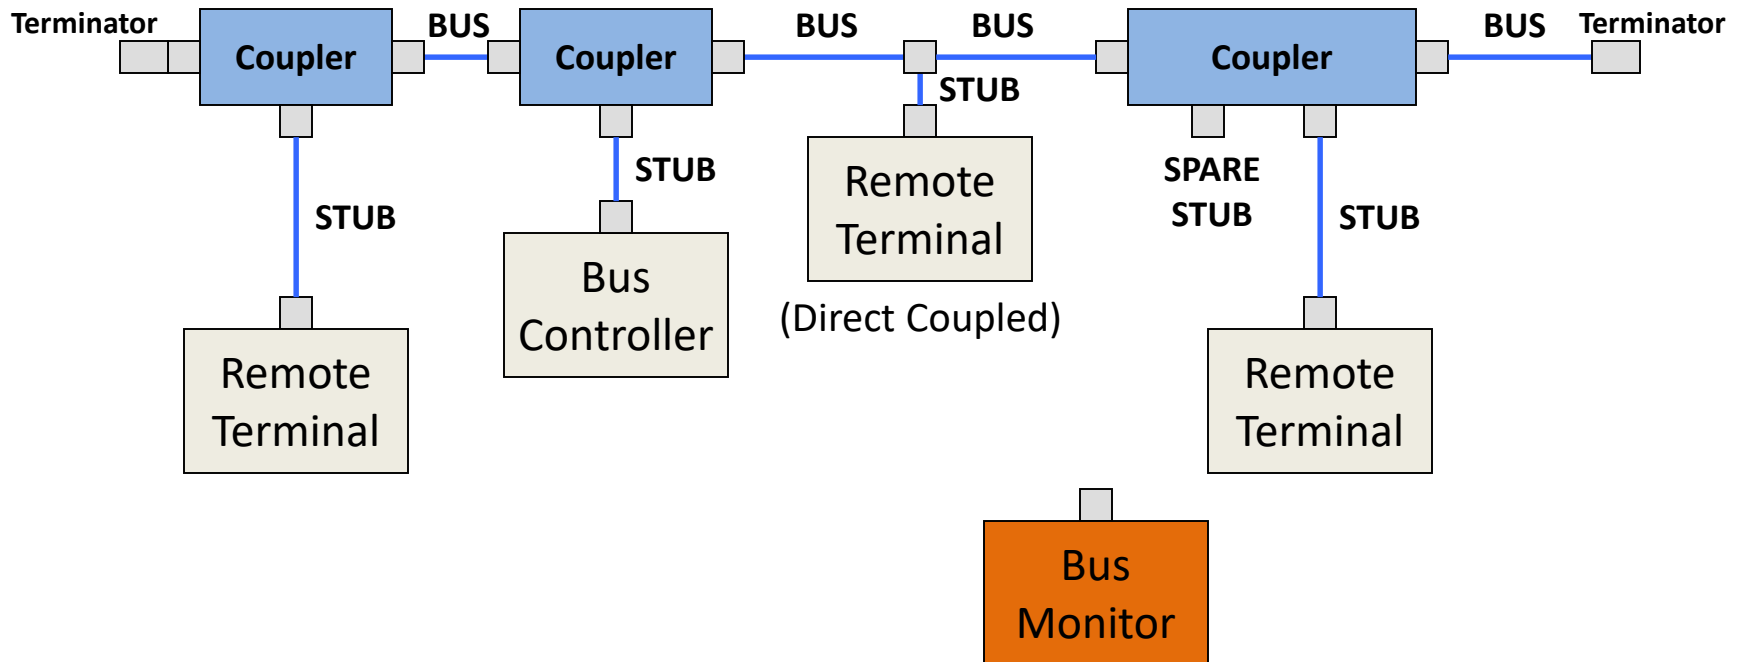 Terminator
Coupler
BUS
Coupler
BUS
BUS
Coupler
BUS
Terminator
STUB
STUB
STUB
Remote
Terminal
(Direct Coupled)
SPARE
STUB
STUB
Bus
Controller
Remote
Terminal
Remote
Terminal
Bus
Monitor